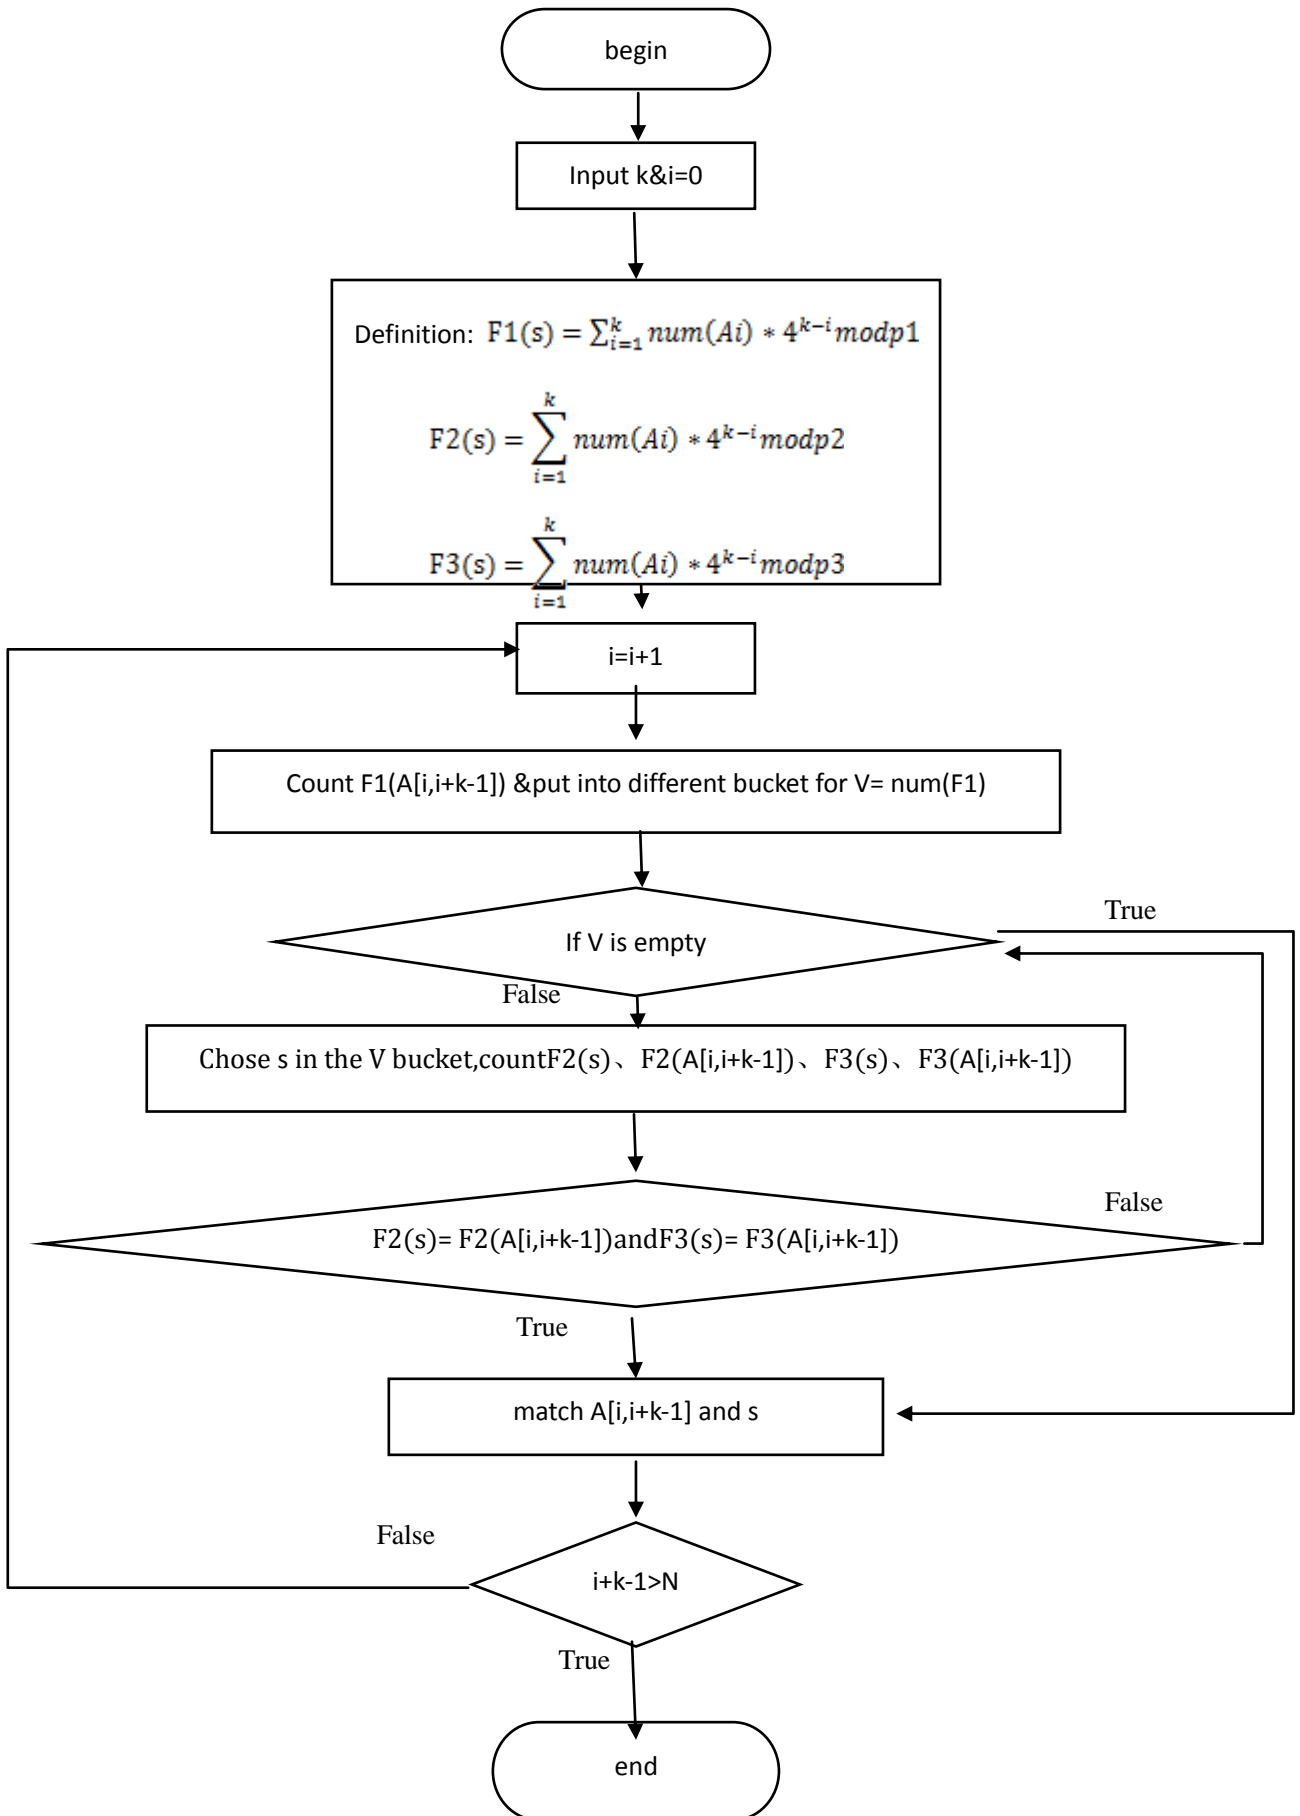 begin
Input k&i=0
Definition: F1(s) = ∑_{i=1}^{k} num(Ai) * 4^{k−i} modp1
F2(s) = ∑_{i=1}^{k} num(Ai) * 4^{k−i} modp2
F3(s) = ∑_{i=1}^{k} num(Ai) * 4^{k−i} modp3
i=i+1
Count F1(A[i,i+k-1]) &put into different bucket for V= num(F1)
True
If V is empty
False
Chose s in the V bucket,countF2(s)、F2(A[i,i+k-1])、F3(s)、F3(A[i,i+k-1])
False
F2(s)= F2(A[i,i+k-1])andF3(s)= F3(A[i,i+k-1])
True
match A[i,i+k-1] and s
False
i+k-1>N
True
end